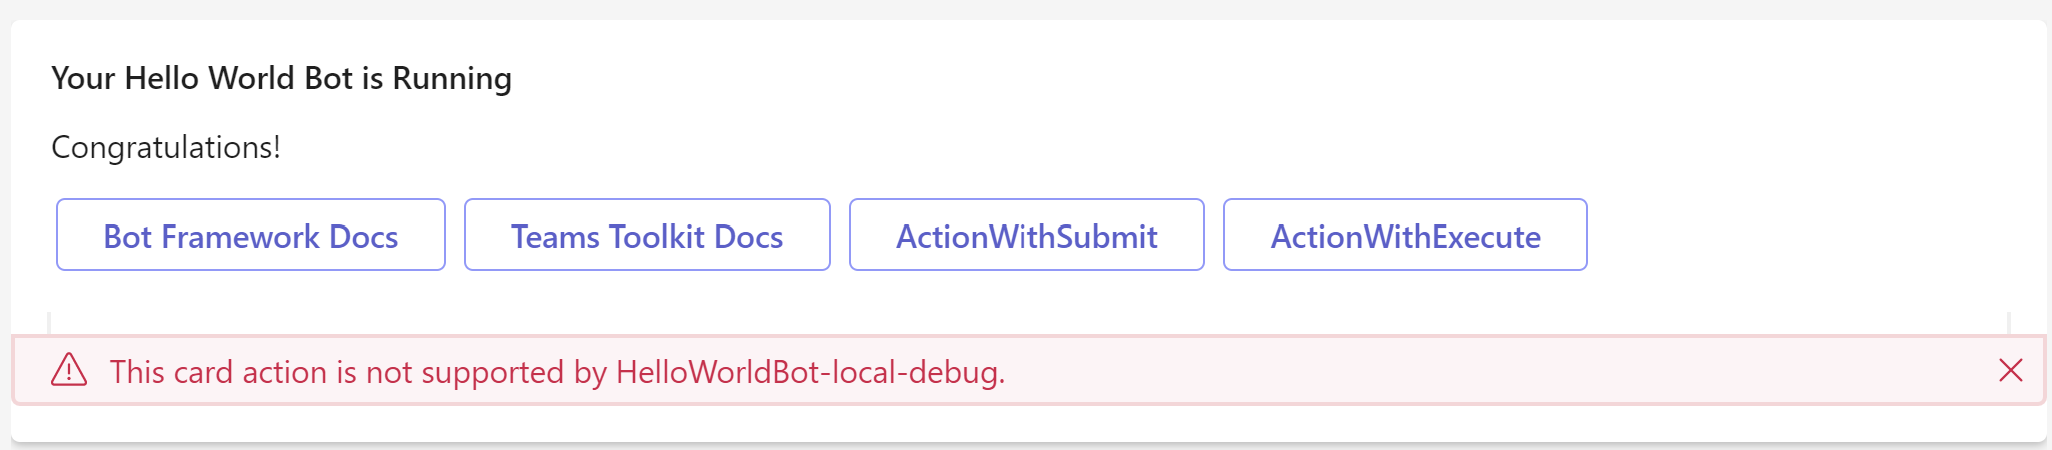 Your Hello World Bot is Running
Congratulations!
Bot Framework Docs Teams Toolkit Docs ActionWithSubmit ActionWithExecute
This card action is not supported by HelloWorldBot-local-debug.